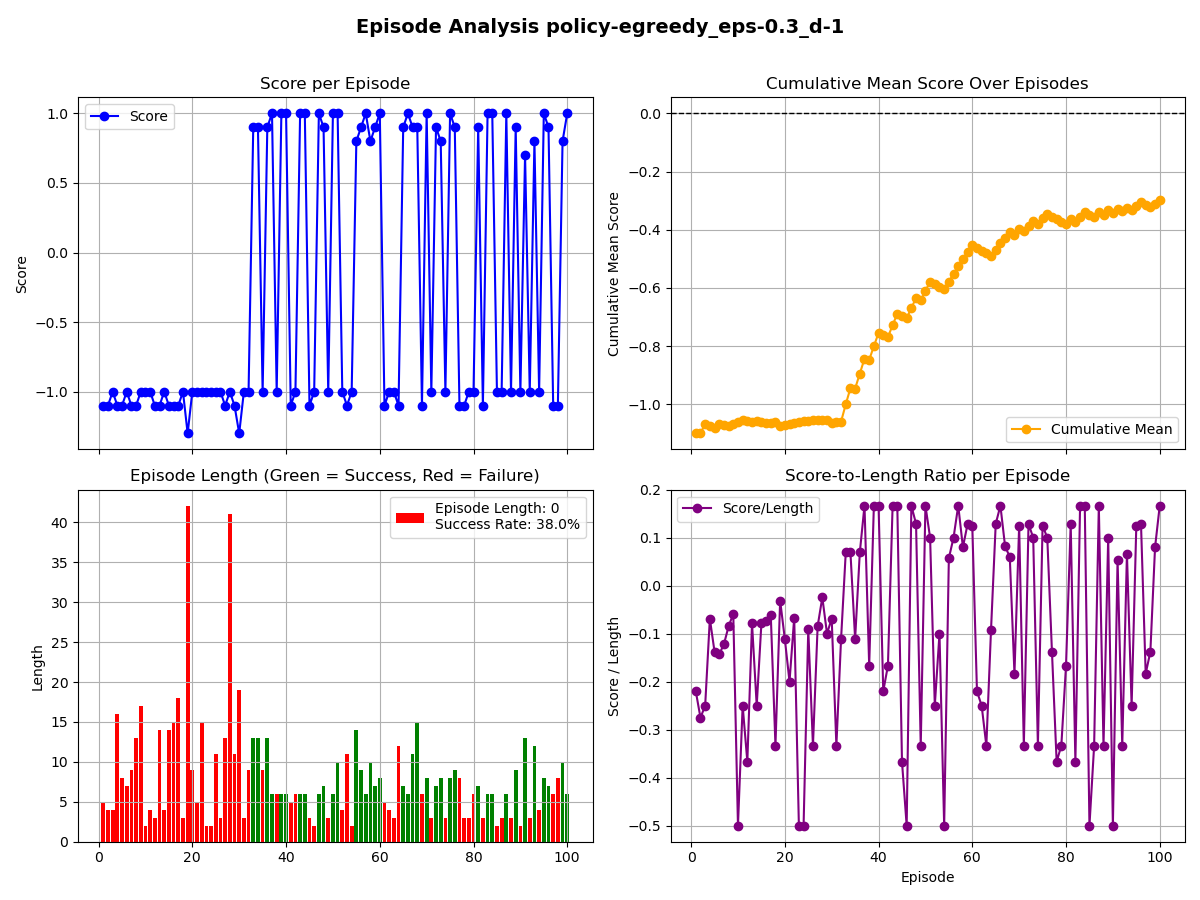 Episode Analysis policy-egreedy_eps-0.3_d-1
Score per Episode
Score
1.0
0.5
0.0
−0.5
−1.0
Score
Cumulative Mean Score Over Episodes
0.0
−0.2
−0.4
−0.6
−0.8
−1.0
Cumulative Mean Score
Cumulative Mean
Episode Length (Green = Success, Red = Failure)
Episode Length: 0
Success Rate: 38.0%
40
35
30
25
20
15
10
5
0
Length
0 20 40 60 80 100
Score-to-Length Ratio per Episode
Score/Length
0.2
0.1
0.0
−0.1
−0.2
−0.3
−0.4
−0.5
Score / Length
0 20 40 60 80 100
Episode